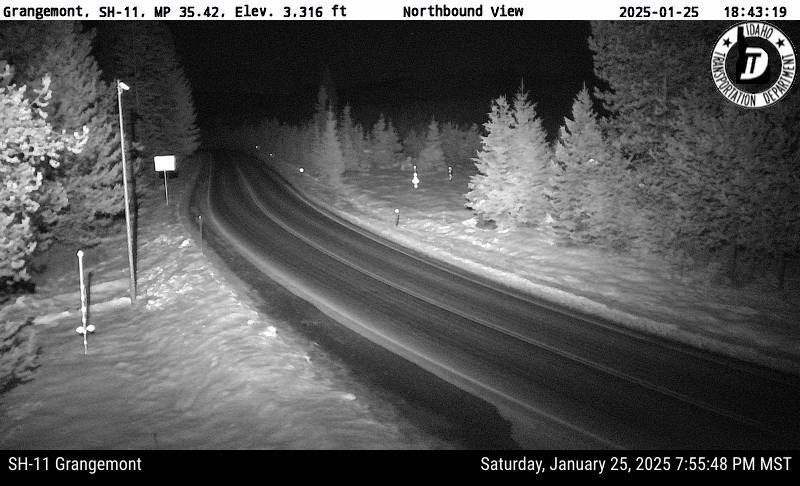 Grangemont, SH-11, MP 35.42, Elev. 3,316 ft Northbound View 2025-01-25 18:43:19
IDAHO
TRANSPORTATION DEPARTMENT
SH-11 Grangemont Saturday, January 25, 2025 7:55:48 PM MST